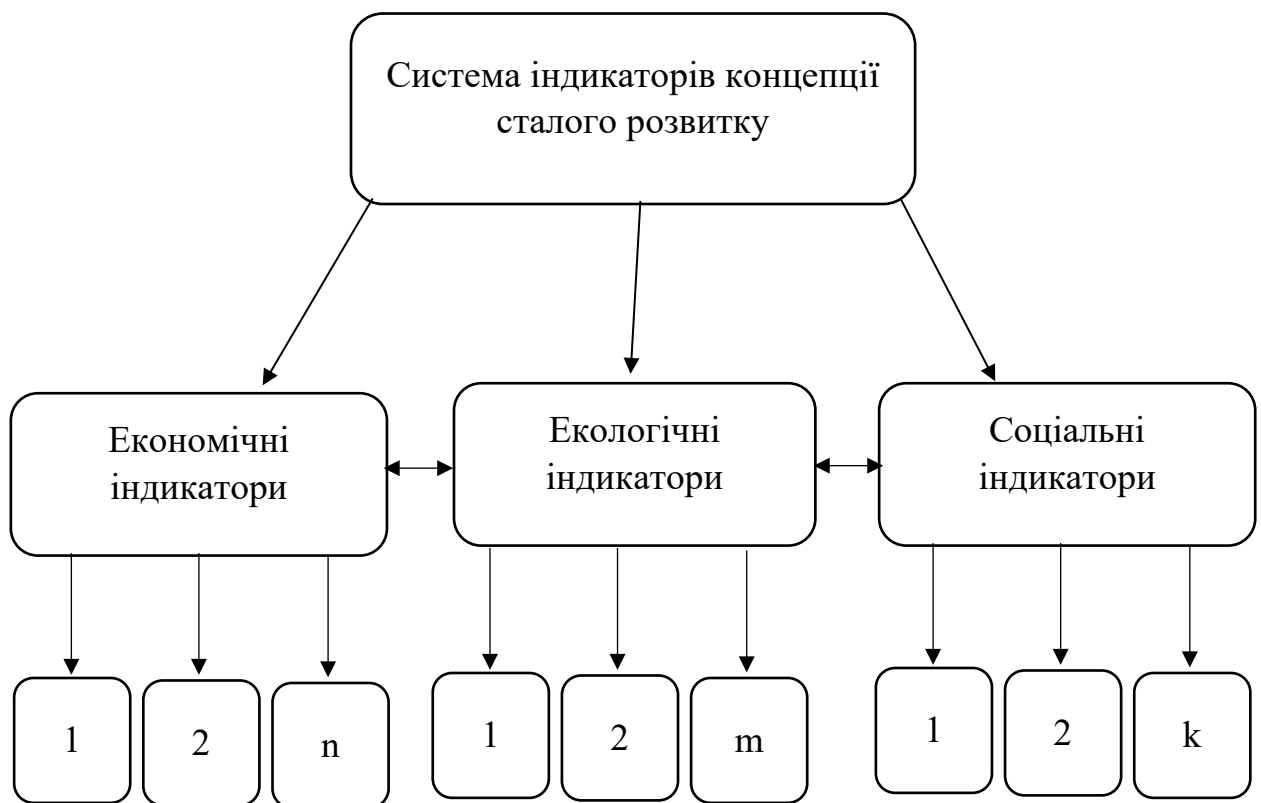 Система індикаторів концепції
сталого розвитку
Економічні
індикатори
Екологічні
індикатори
Соціальні
індикатори
1
2
n
1
2
m
1
2
k